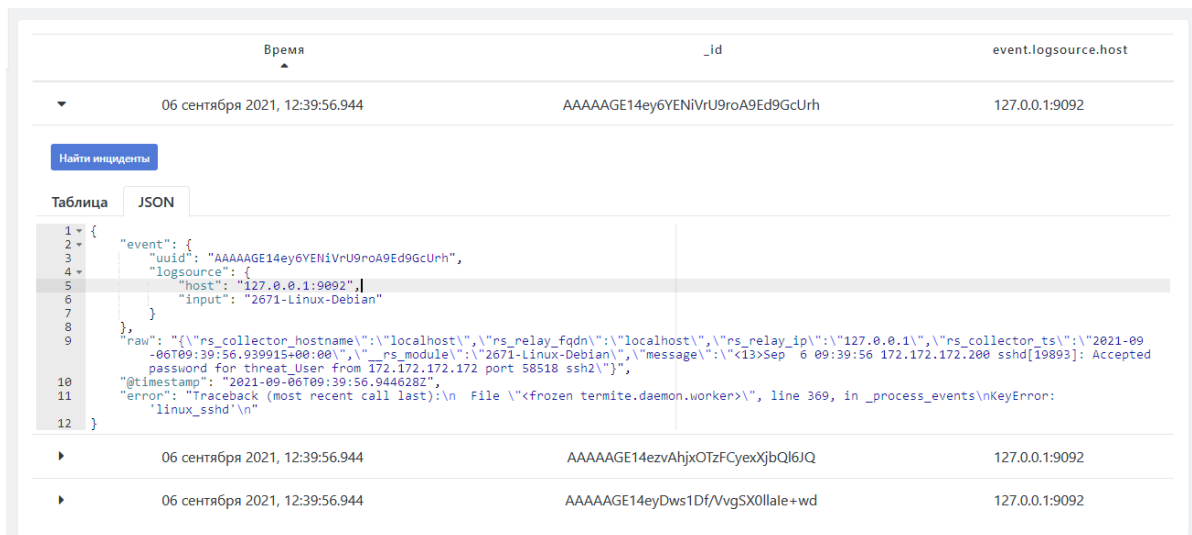 Время _id event.logsource.host
06 сентября 2021, 12:39:56.944 AAAAAGE14ey6YENiVrU9roA9Ed9GcUrh 127.0.0.1:9092
Найти инциденты
Таблица JSON
1 {
2 "event": {
3 "uuid": "AAAAAGE14ey6YENiVrU9roA9Ed9GcUrh",
4 "logsource": {
5 "host": "127.0.0.1:9092",
6 "input": "2671-Linux-Debian"
7 }
8 },
9 "raw": "{\"rs_collector_hostname\":\"localhost\",\"rs_relay_fqdn\":\"localhost\",\"rs_relay_ip\":\"127.0.0.1\",\"rs_collector_ts\":\"2021-09
-06T09:39:56.939915+00:00\",\"__rs_module\":\"2671-Linux-Debian\",\"message\":\"<13>Sep  6 09:39:56 172.172.172.200 sshd[19893]: Accepted
password for threat_User from 172.172.172.172 port 58518 ssh2\"}",
10 "@timestamp": "2021-09-06T09:39:56.944628Z",
11 "error": "Traceback (most recent call last):\n  File \"<frozen termite.daemon.worker>\", line 369, in _process_events\nKeyError:
'linux_sshd'\n"
12 }
06 сентября 2021, 12:39:56.944 AAAAAGE14ezvAhjxOTzFCyexXjbQl6JQ 127.0.0.1:9092
06 сентября 2021, 12:39:56.944 AAAAAGE14eyDws1Df/VvgSX0llaIe+wd 127.0.0.1:9092